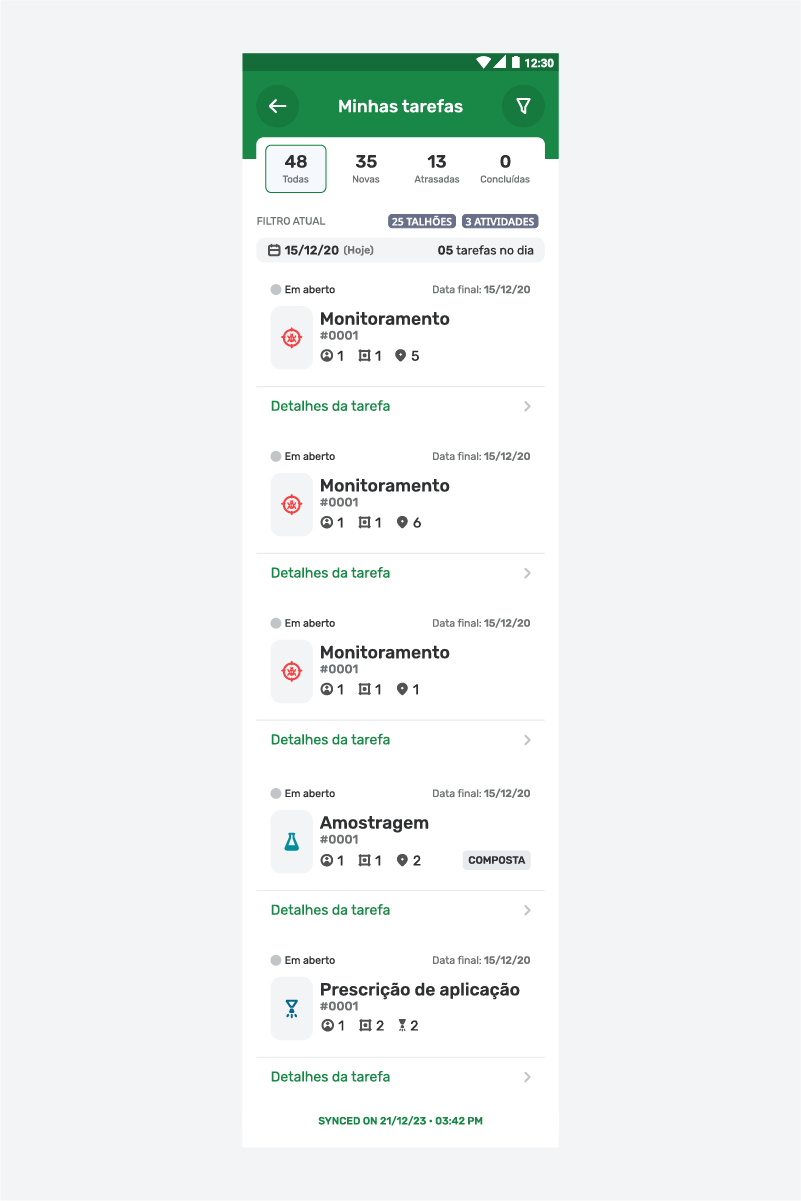 12:30
Minhas tarefas
48 35 13 0
Todas Novas Atrasadas Concluídas
FILTRO ATUAL 25 TALHÕES 3 ATIVIDADES
15/12/20 (Hoje) 05 tarefas no dia
Em aberto Data final: 15/12/20
Monitoramento
#0001
1 1 5
Detalhes da tarefa
Em aberto Data final: 15/12/20
Monitoramento
#0001
1 1 6
Detalhes da tarefa
Em aberto Data final: 15/12/20
Monitoramento
#0001
1 1 1
Detalhes da tarefa
Em aberto Data final: 15/12/20
Amostragem
#0001
1 1 2 COMPOSTA
Detalhes da tarefa
Em aberto Data final: 15/12/20
Prescrição de aplicação
#0001
1 2 2
Detalhes da tarefa
SYNCED ON 21/12/23 • 03:42 PM